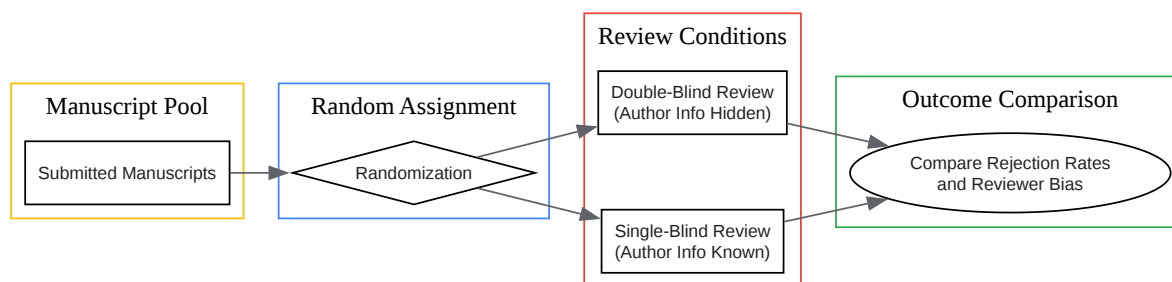 Manuscript Pool
Submitted Manuscripts
Random Assignment
Randomization
Review Conditions
Double-Blind Review
(Author Info Hidden)
Single-Blind Review
(Author Info Known)
Outcome Comparison
Compare Rejection Rates
and Reviewer Bias